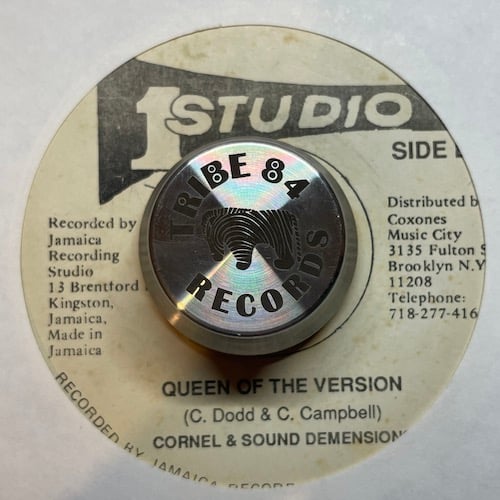 1 STUDIO
SIDE
TRIBE 84
RECORDS
Recorded by
Jamaica
Recording
Studio
13 Brentford
Kingston,
Jamaica,
Made in
Jamaica
Distributed b
Coxones
Music City
3135 Fulton S
Brooklyn N.Y
11208
Telephone:
718-277-416
QUEEN OF THE VERSION
(C. Dodd & C. Campbell)
CORNEL & SOUND DEMENSION
RECORDED BY JAMAICA RECORD